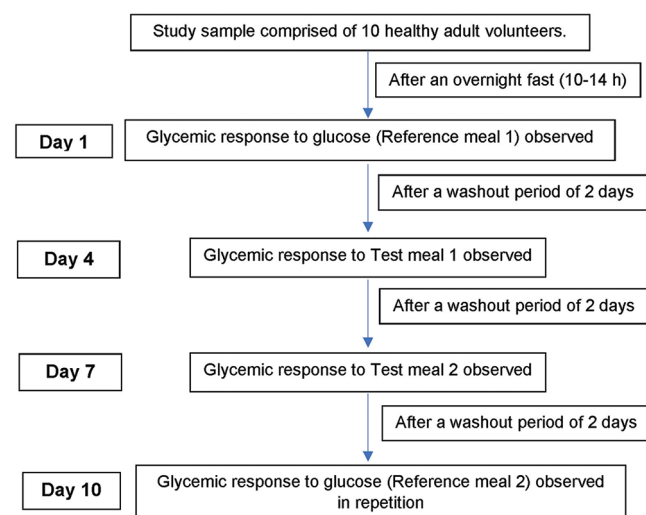 Study sample comprised of 10 healthy adult volunteers.
After an overnight fast (10-14 h)
Day 1
Glycemic response to glucose (Reference meal 1) observed
After a washout period of 2 days
Day 4
Glycemic response to Test meal 1 observed
After a washout period of 2 days
Day 7
Glycemic response to Test meal 2 observed
After a washout period of 2 days
Day 10
Glycemic response to glucose (Reference meal 2) observed
in repetition